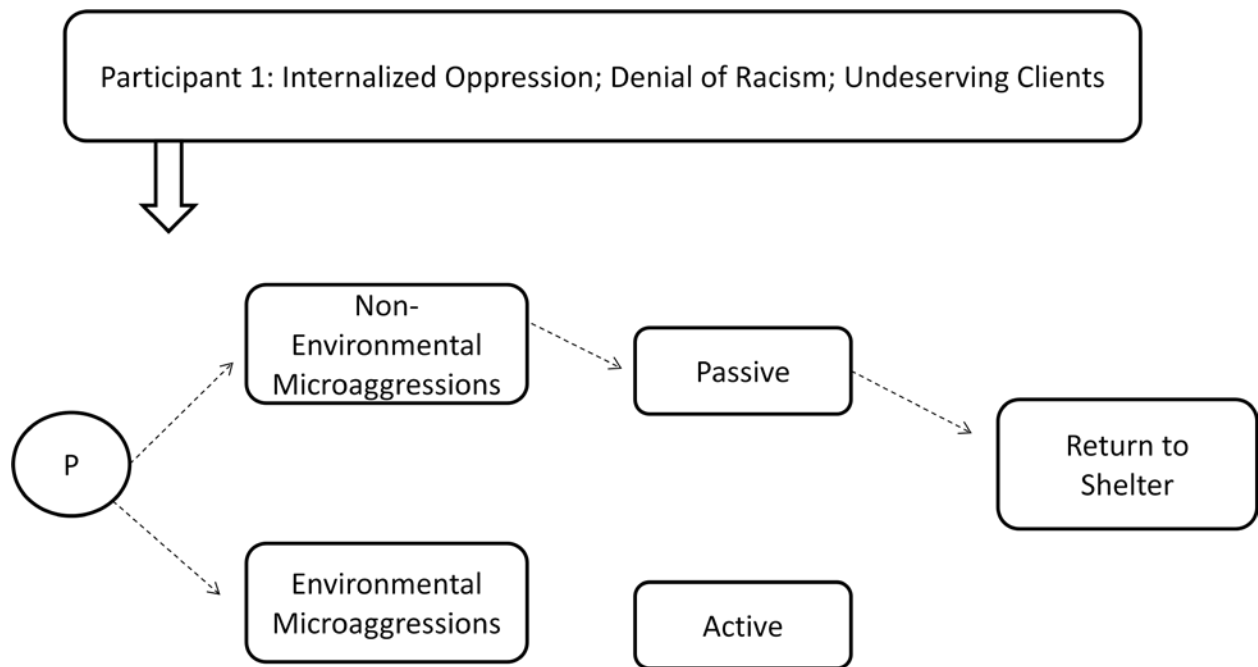 Participant 1: Internalized Oppression; Denial of Racism; Undeserving Clients
Non-
Environmental
Microaggressions
Passive
P
Return to
Shelter
Environmental
Microaggressions
Active